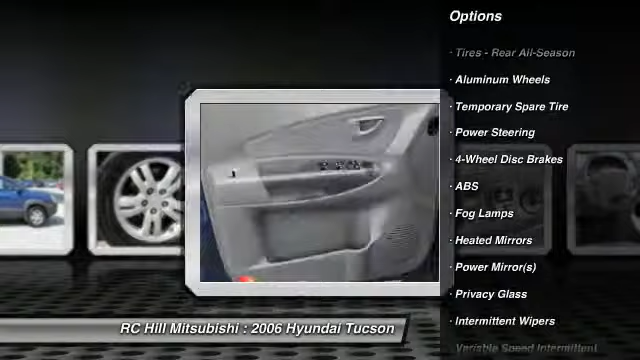 Options
· Tires - Rear All-Season
· Aluminum Wheels
· Temporary Spare Tire
· Power Steering
· 4-Wheel Disc Brakes
· ABS
· Fog Lamps
· Heated Mirrors
· Power Mirror(s)
· Privacy Glass
· Intermittent Wipers
· Variable Speed Intermittent
RC Hill Mitsubishi : 2006 Hyundai Tucson